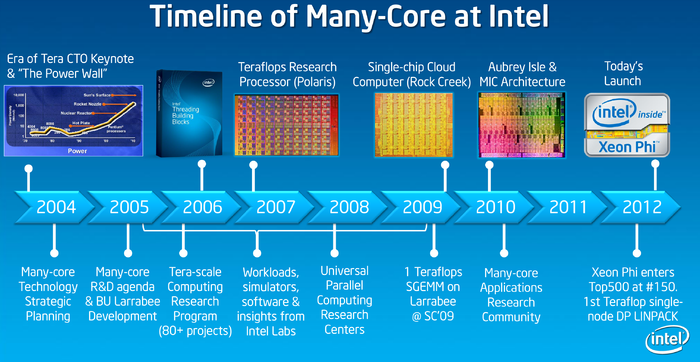 Timeline of Many-Core at Intel
Era of Tera CTO Keynote
& "The Power Wall"
Teraflops Research
Processor (Polaris)
Single-chip Cloud
Computer (Rock Creek)
Aubrey Isle &
MIC Architecture
Today's
Launch
Sun's Surface
Rocket Nozzle
Nuclear Reactor
Hot Plate
Power
intel
Threading
Building
Blocks
intel inside
Xeon Phi
2004
2005
2006
2007
2008
2009
2010
2011
2012
Many-core
Technology
Strategic
Planning
Many-core
R&D agenda
& BU Larrabee
Development
Tera-scale
Computing
Research
Program
(80+ projects)
Workloads,
simulators,
software &
insights from
Intel Labs
Universal
Parallel
Computing
Research
Centers
1 Teraflops
SGEMM on
Larrabee
@ SC'09
Many-core
Applications
Research
Community
Xeon Phi enters
Top500 at #150.
1st Teraflop single-
node DP LINPACK
intel